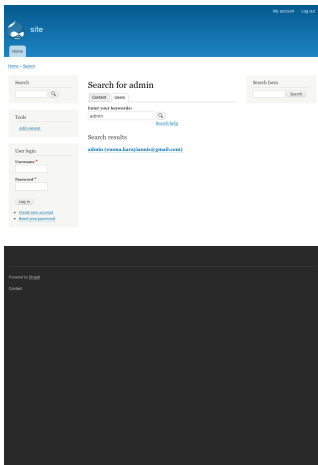 My account Log out
site
Home
Home » Search
Search
Tools
Add content
User login
Username *
Password *
Log in
Create new account
Reset your password
Search for admin
Content Users
Enter your keywords:
admin
Search help
Search results
admin (emma.karayiannis@gmail.com)
Search form
Search
Powered by Drupal
Contact